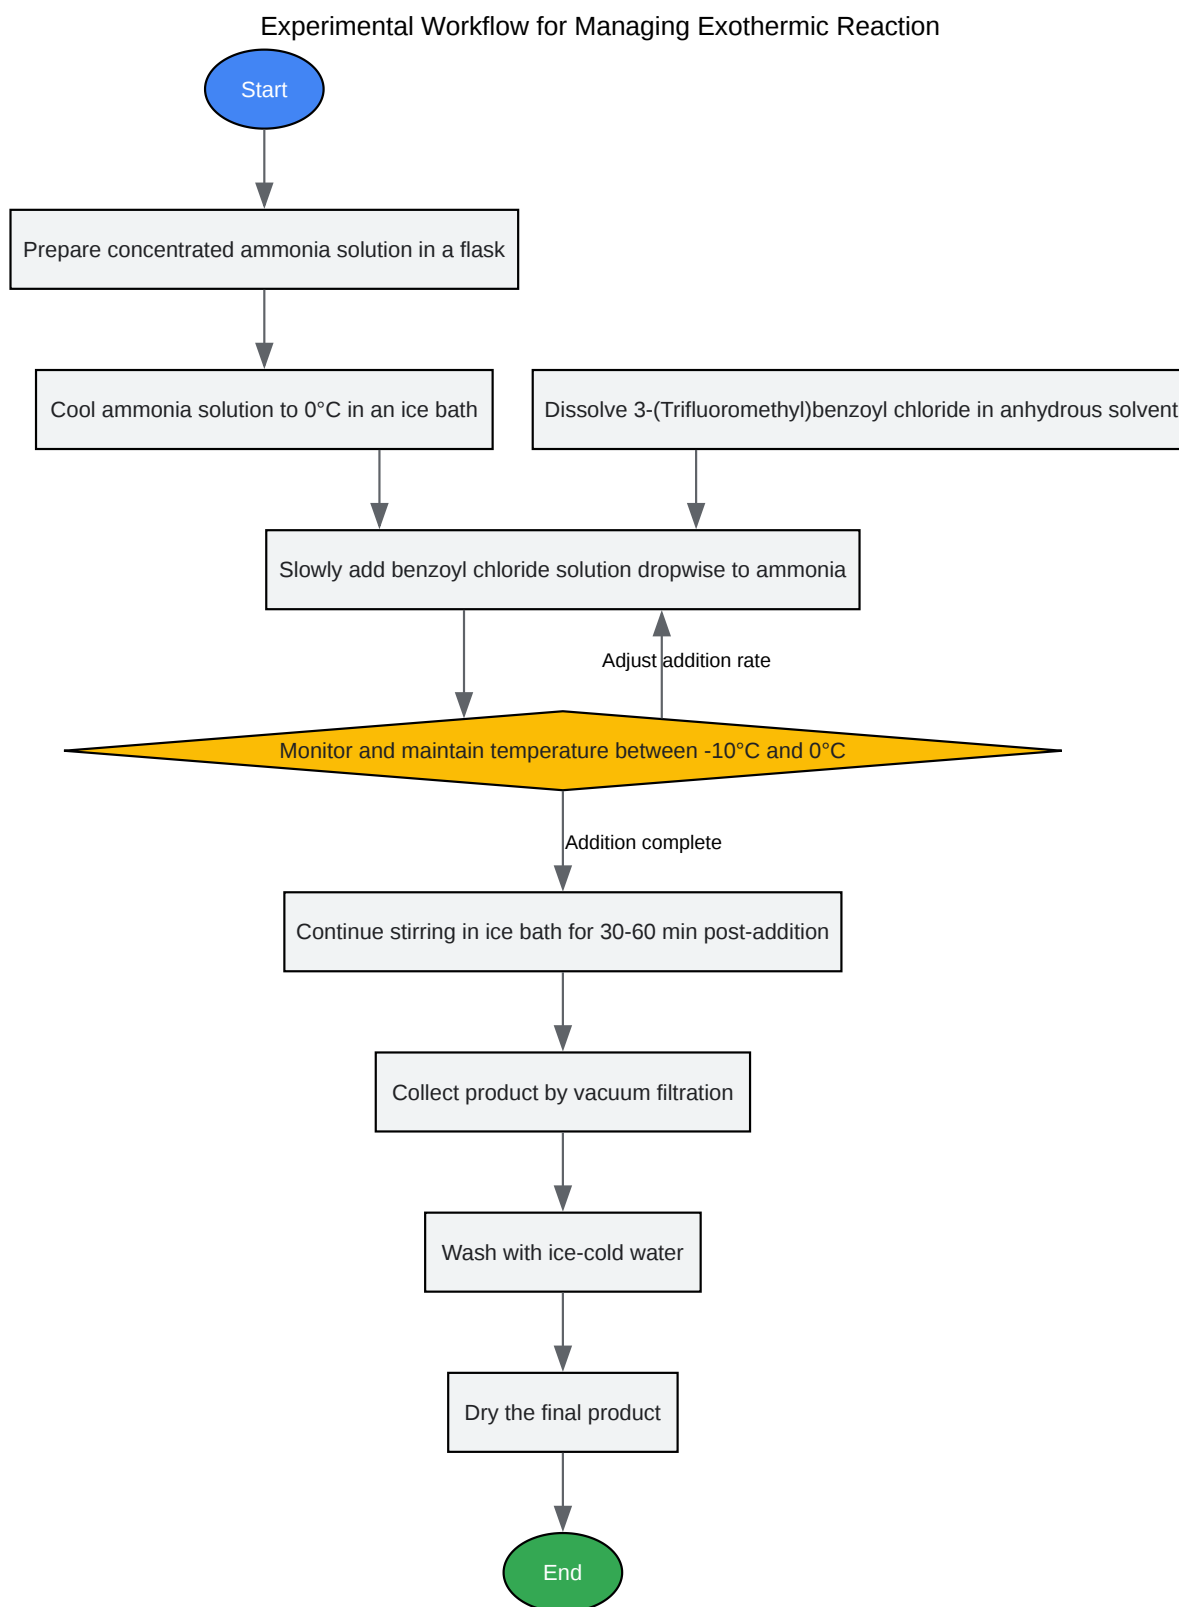 Experimental Workflow for Managing Exothermic Reaction
Start
Prepare concentrated ammonia solution in a flask
Cool ammonia solution to 0°C in an ice bath
Dissolve 3-(Trifluoromethyl)benzoyl chloride in anhydrous solvent
Slowly add benzoyl chloride solution dropwise to ammonia
Adjust addition rate
Monitor and maintain temperature between -10°C and 0°C
Addition complete
Continue stirring in ice bath for 30-60 min post-addition
Collect product by vacuum filtration
Wash with ice-cold water
Dry the final product
End